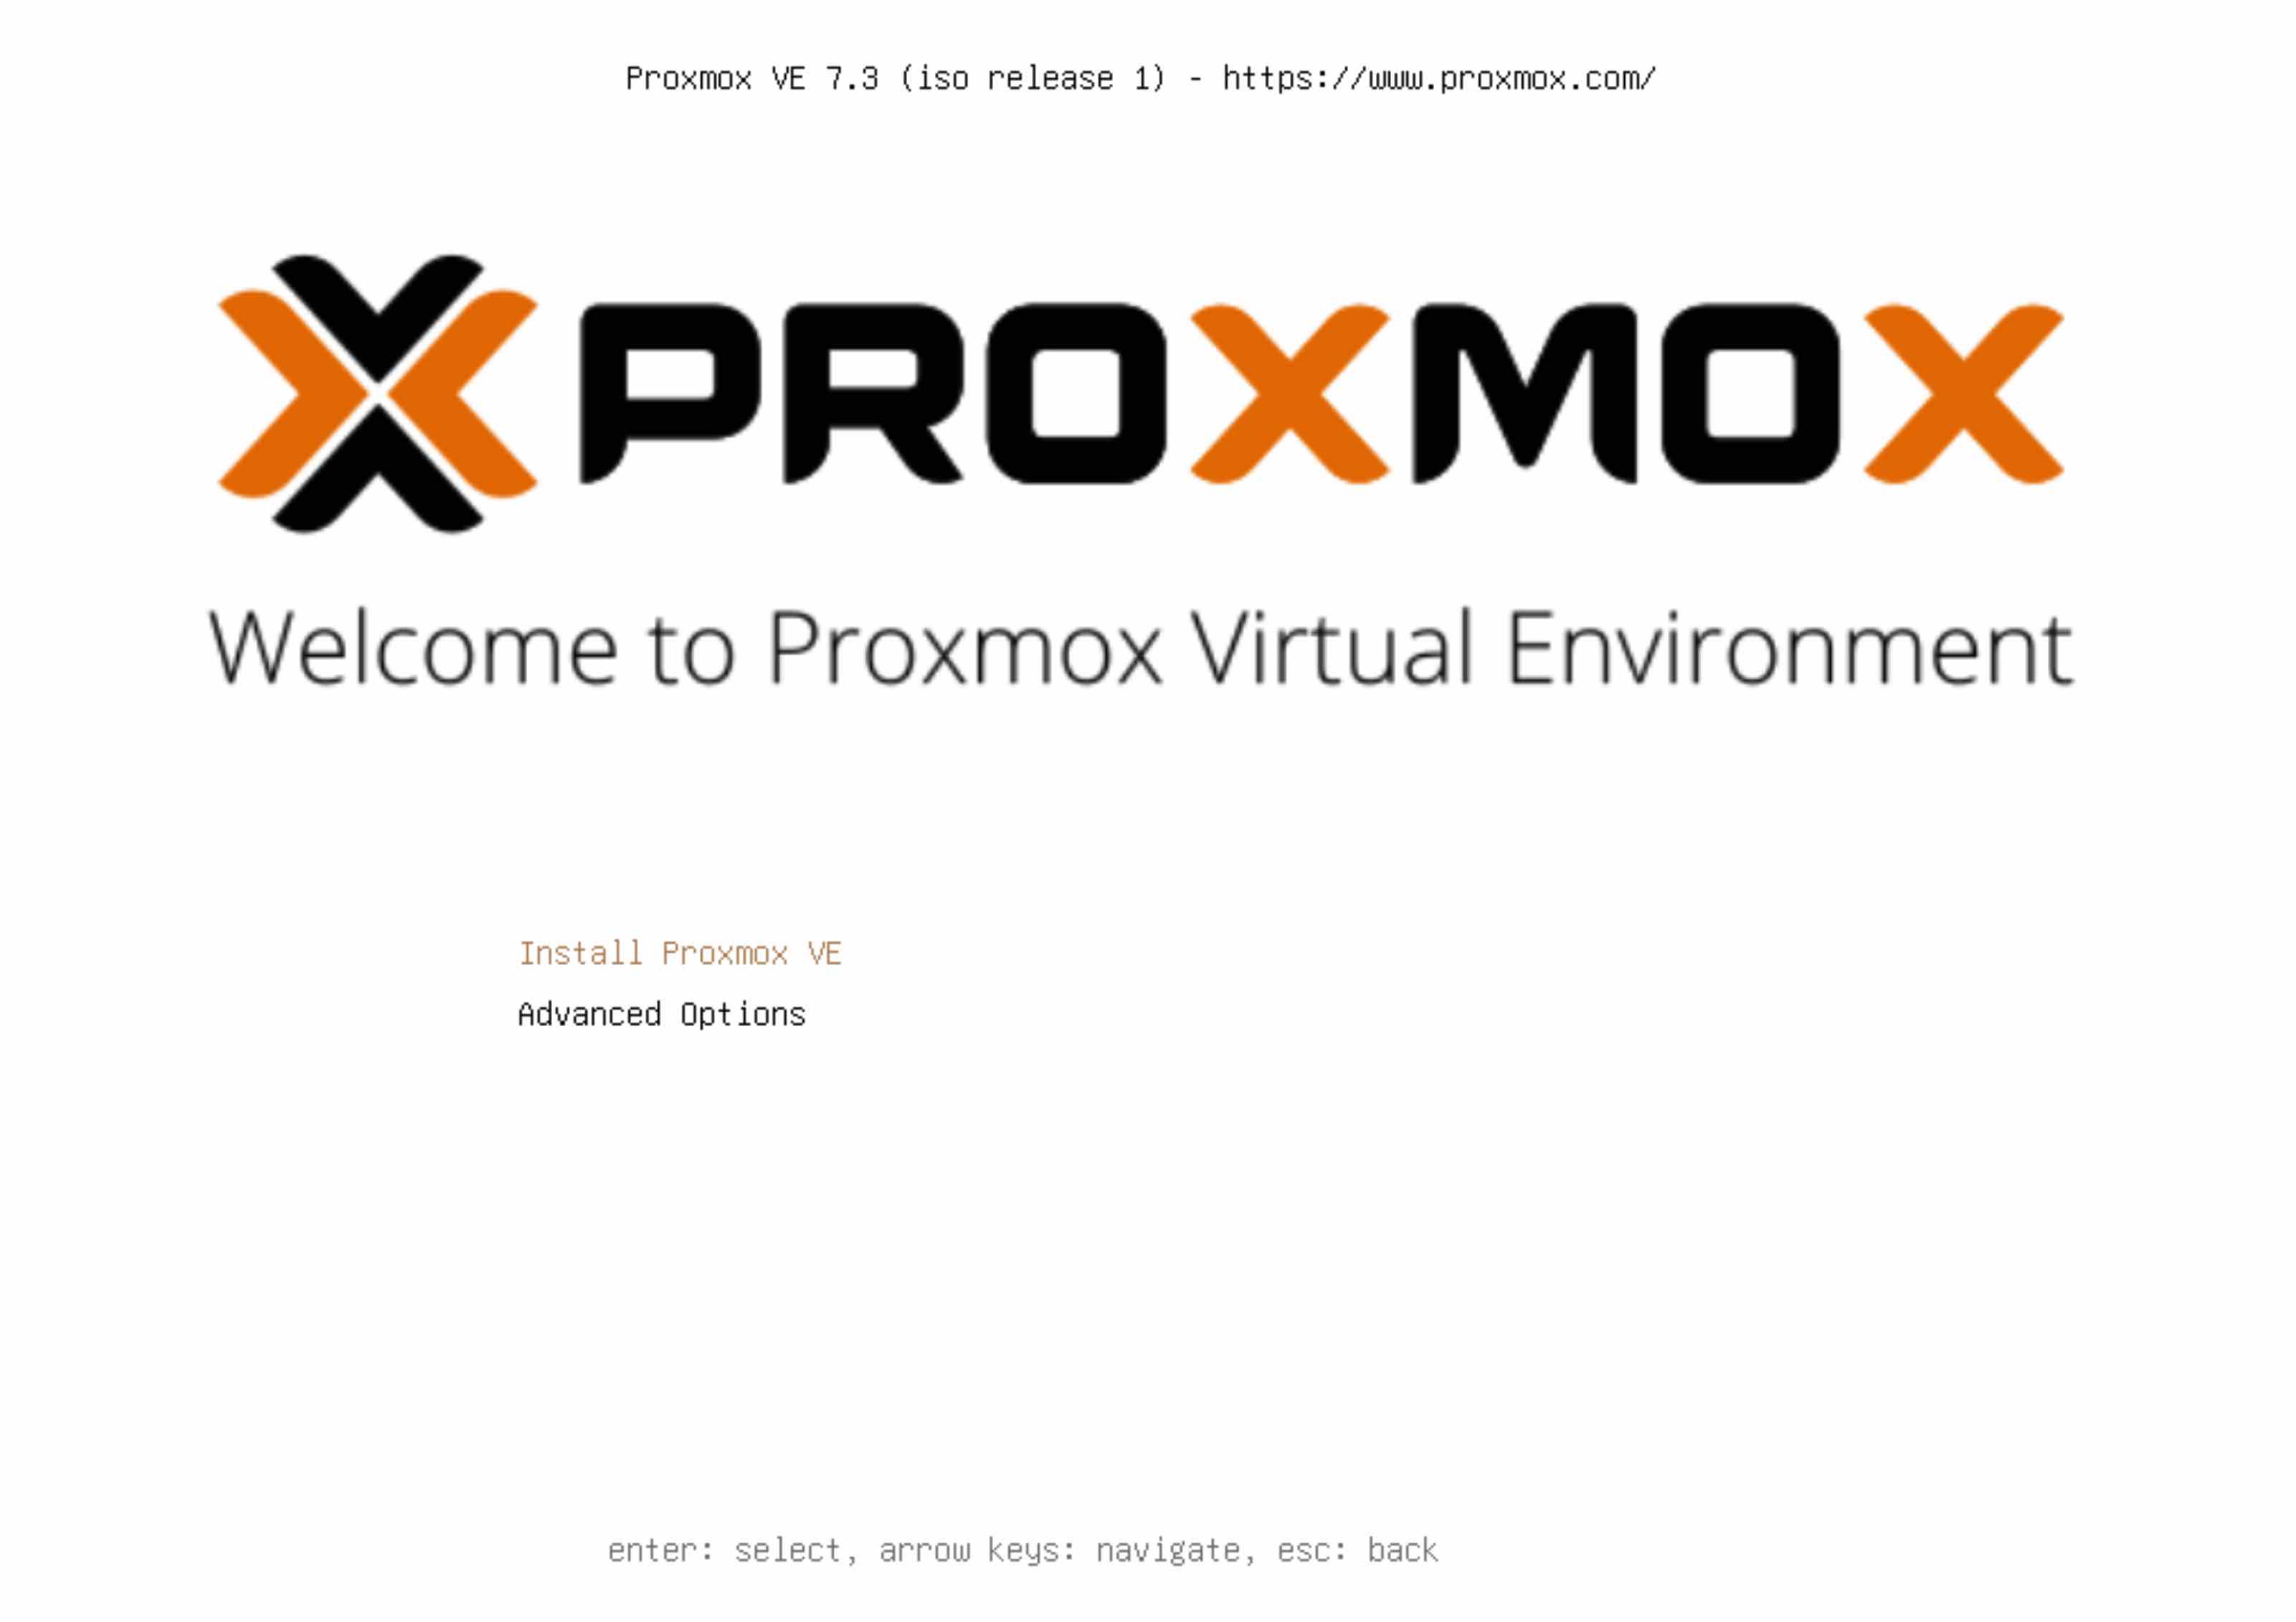 Proxmox VE 7.3 (iso release 1) - https://www.proxmox.com/
PROXMOX
Welcome to Proxmox Virtual Environment
Install Proxmox VE
Advanced Options
enter: select, arrow keys: navigate, esc: back